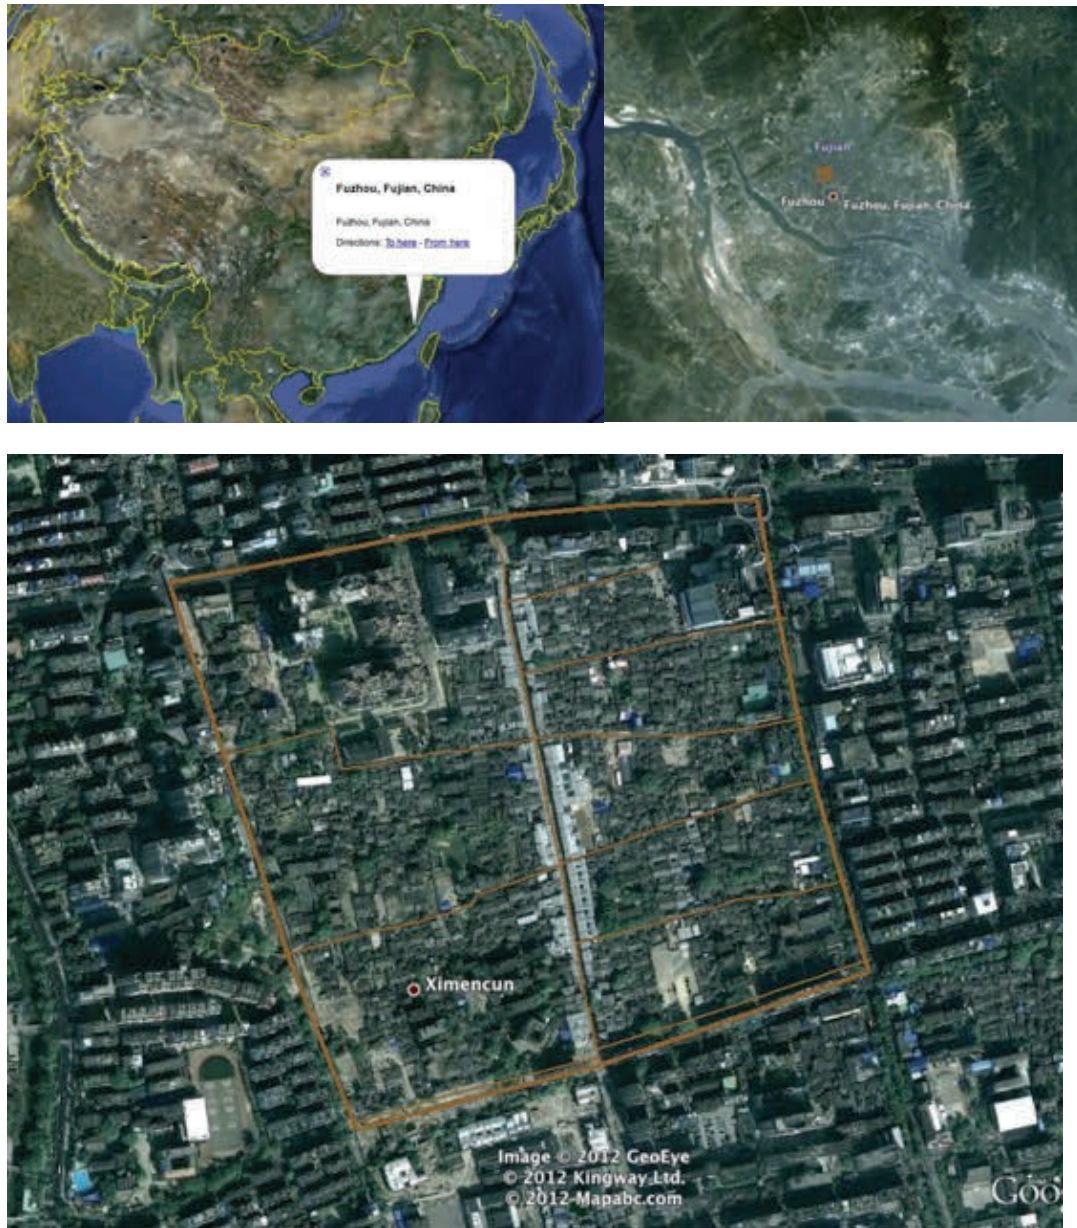 Fuzhou, Fujian, China
Fuzhou, Fujian, China
Directions: To here - From here
Fujian
Fuzhou
Fuzhou, Fujian, China
Ximencun
Image © 2012 GeoEye
© 2012 Kingway Ltd.
© 2012 Mapabc.com
Goo